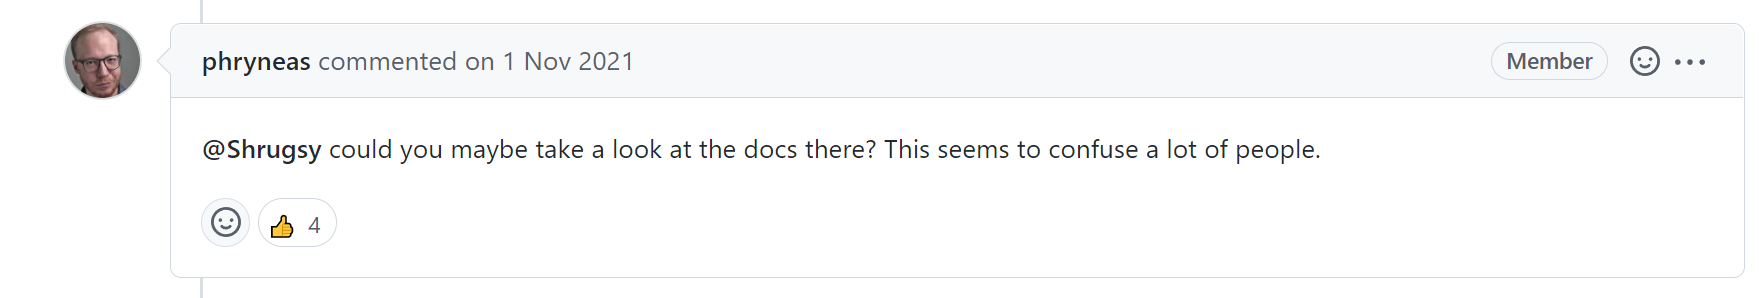 phryneas commented on 1 Nov 2021 Member
@Shrugsy could you maybe take a look at the docs there? This seems to confuse a lot of people.
4